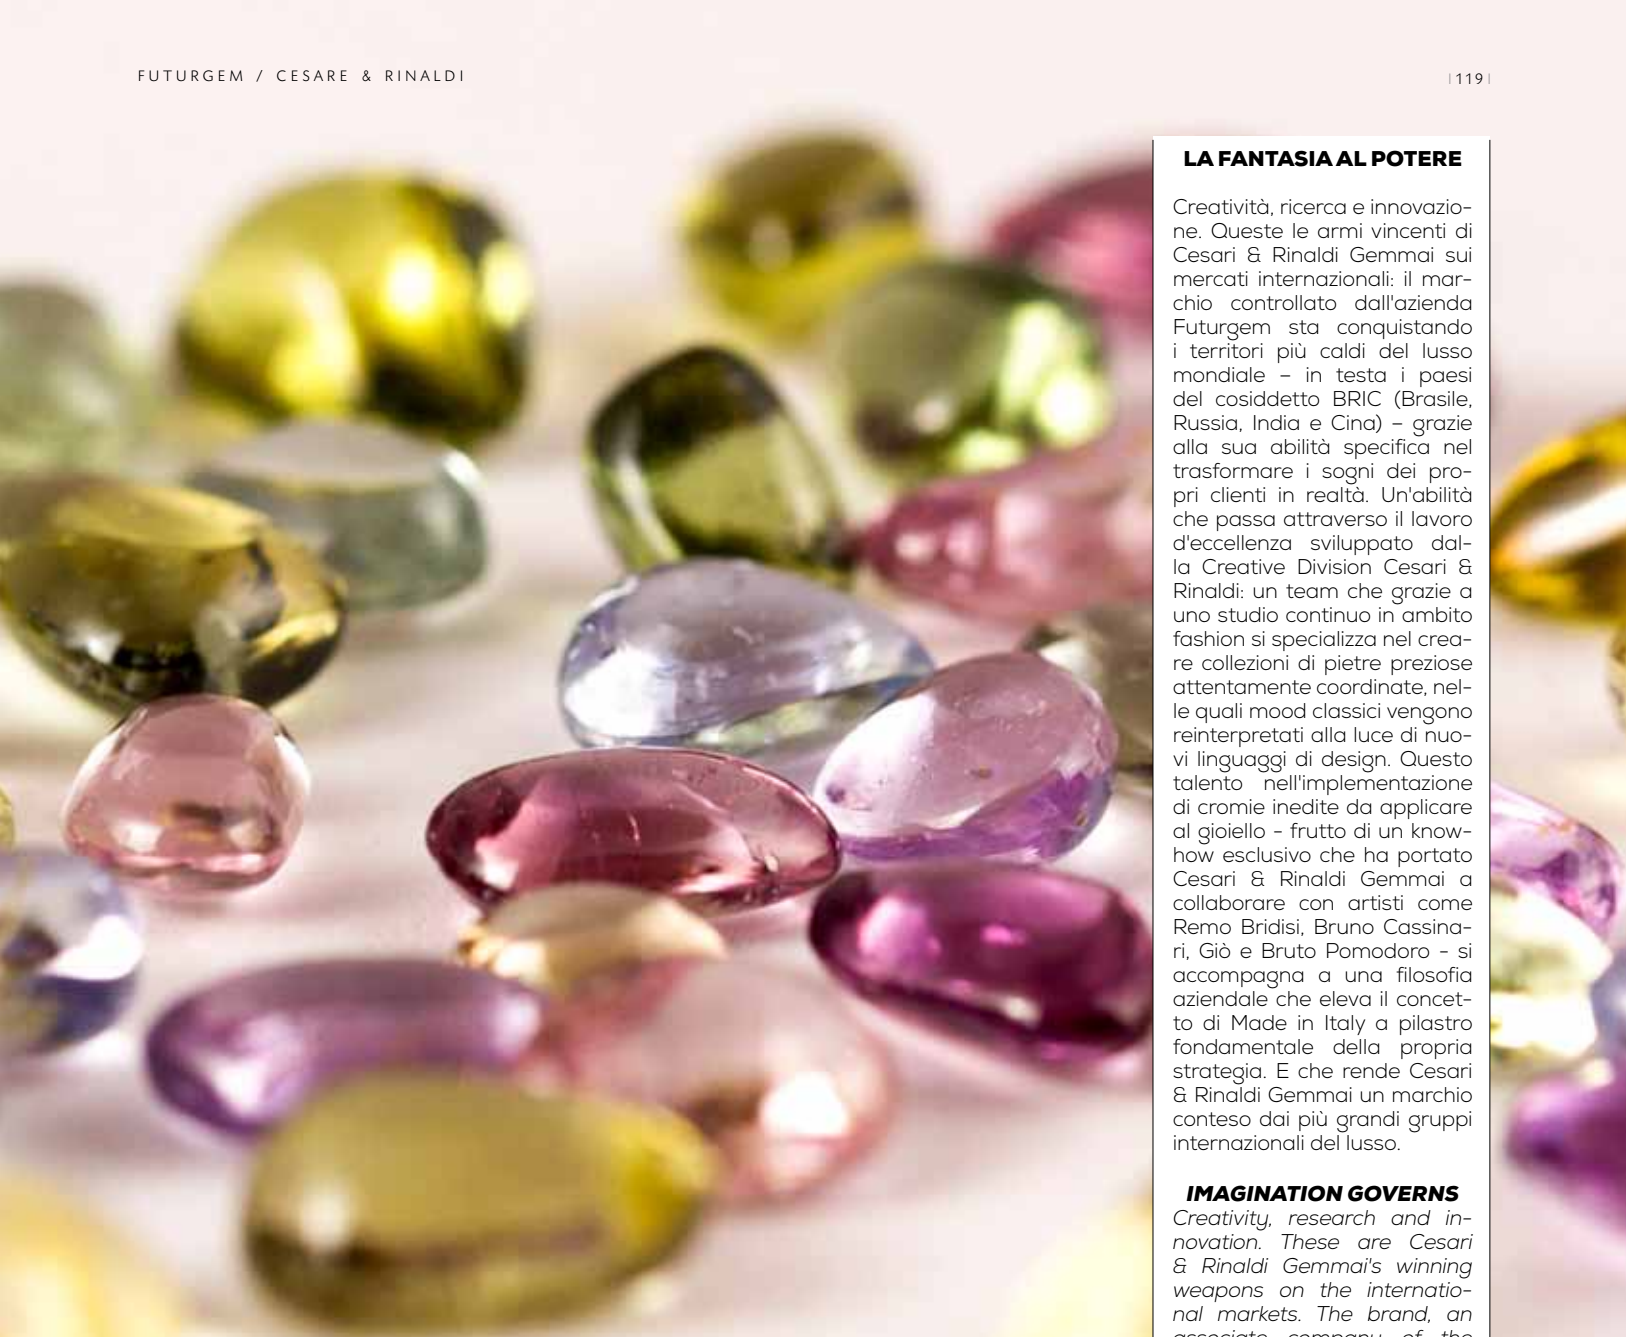 FUTURGEM / CESARE & RINALDI
|119|
LA FANTASIA AL POTERE
Creatività, ricerca e innovazio-
ne. Queste le armi vincenti di
Cesari & Rinaldi Gemmai sui
mercati internazionali: il mar-
chio controllato dall'azienda
Futurgem sta conquistando
i territori più caldi del lusso
mondiale – in testa i paesi
del cosiddetto BRIC (Brasile,
Russia, India e Cina) – grazie
alla sua abilità specifica nel
trasformare i sogni dei pro-
pri clienti in realtà. Un'abilità
che passa attraverso il lavoro
d'eccellenza sviluppato dal-
la Creative Division Cesari &
Rinaldi: un team che grazie a
uno studio continuo in ambito
fashion si specializza nel crea-
re collezioni di pietre preziose
attentamente coordinate, nel-
le quali mood classici vengono
reinterpretati alla luce di nuo-
vi linguaggi di design. Questo
talento nell'implementazione
di cromie inedite da applicare
al gioiello - frutto di un know-
how esclusivo che ha portato
Cesari & Rinaldi Gemmai a
collaborare con artisti come
Remo Bridisi, Bruno Cassina-
ri, Giò e Bruto Pomodoro - si
accompagna a una filosofia
aziendale che eleva il concet-
to di Made in Italy a pilastro
fondamentale della propria
strategia. E che rende Cesari
& Rinaldi Gemmai un marchio
conteso dai più grandi gruppi
internazionali del lusso.
IMAGINATION GOVERNS
Creativity, research and in-
novation. These are Cesari
& Rinaldi Gemmai's winning
weapons on the internatio-
nal markets. The brand, an
associate company of the